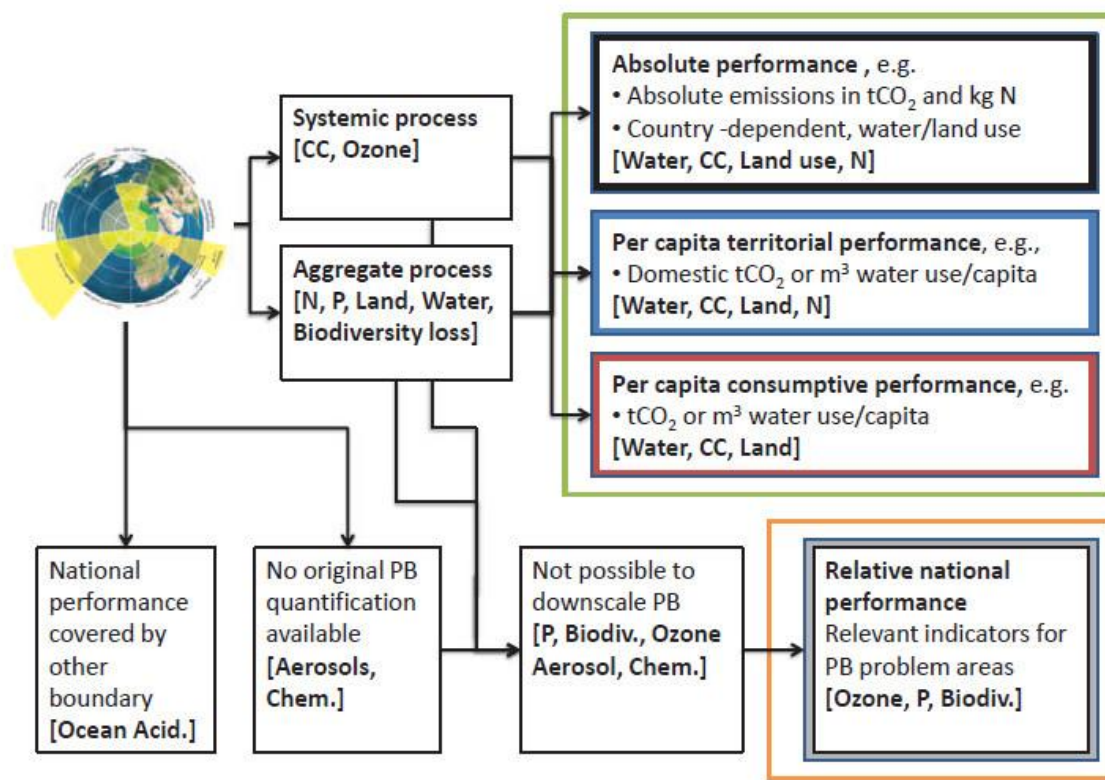 Systemic process
[CC, Ozone]
Aggregate process
[N, P, Land, Water,
Biodiversity loss]
Absolute performance , e.g.
• Absolute emissions in tCO₂ and kg N
• Country -dependent, water/land use
[Water, CC, Land use, N]
Per capita territorial performance, e.g.,
• Domestic tCO₂ or m³ water use/capita
[Water, CC, Land, N]
Per capita consumptive performance, e.g.
• tCO₂ or m³ water use/capita
[Water, CC, Land]
National
performance
covered by
other
boundary
[Ocean Acid.]
No original PB
quantification
available
[Aerosols,
Chem.]
Not possible to
downscale PB
[P, Biodiv., Ozone
Aerosol, Chem.]
Relative national
performance
Relevant indicators for
PB problem areas
[Ozone, P, Biodiv.]